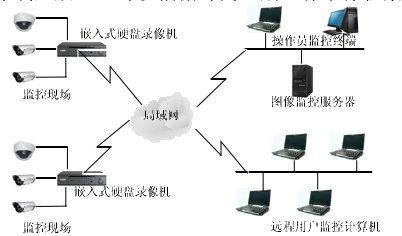 嵌入式硬盘录像机
操作员监控终端
监控现场
图像监控服务器
局域网
嵌入式硬盘录像机
监控现场
远程用户监控计算机